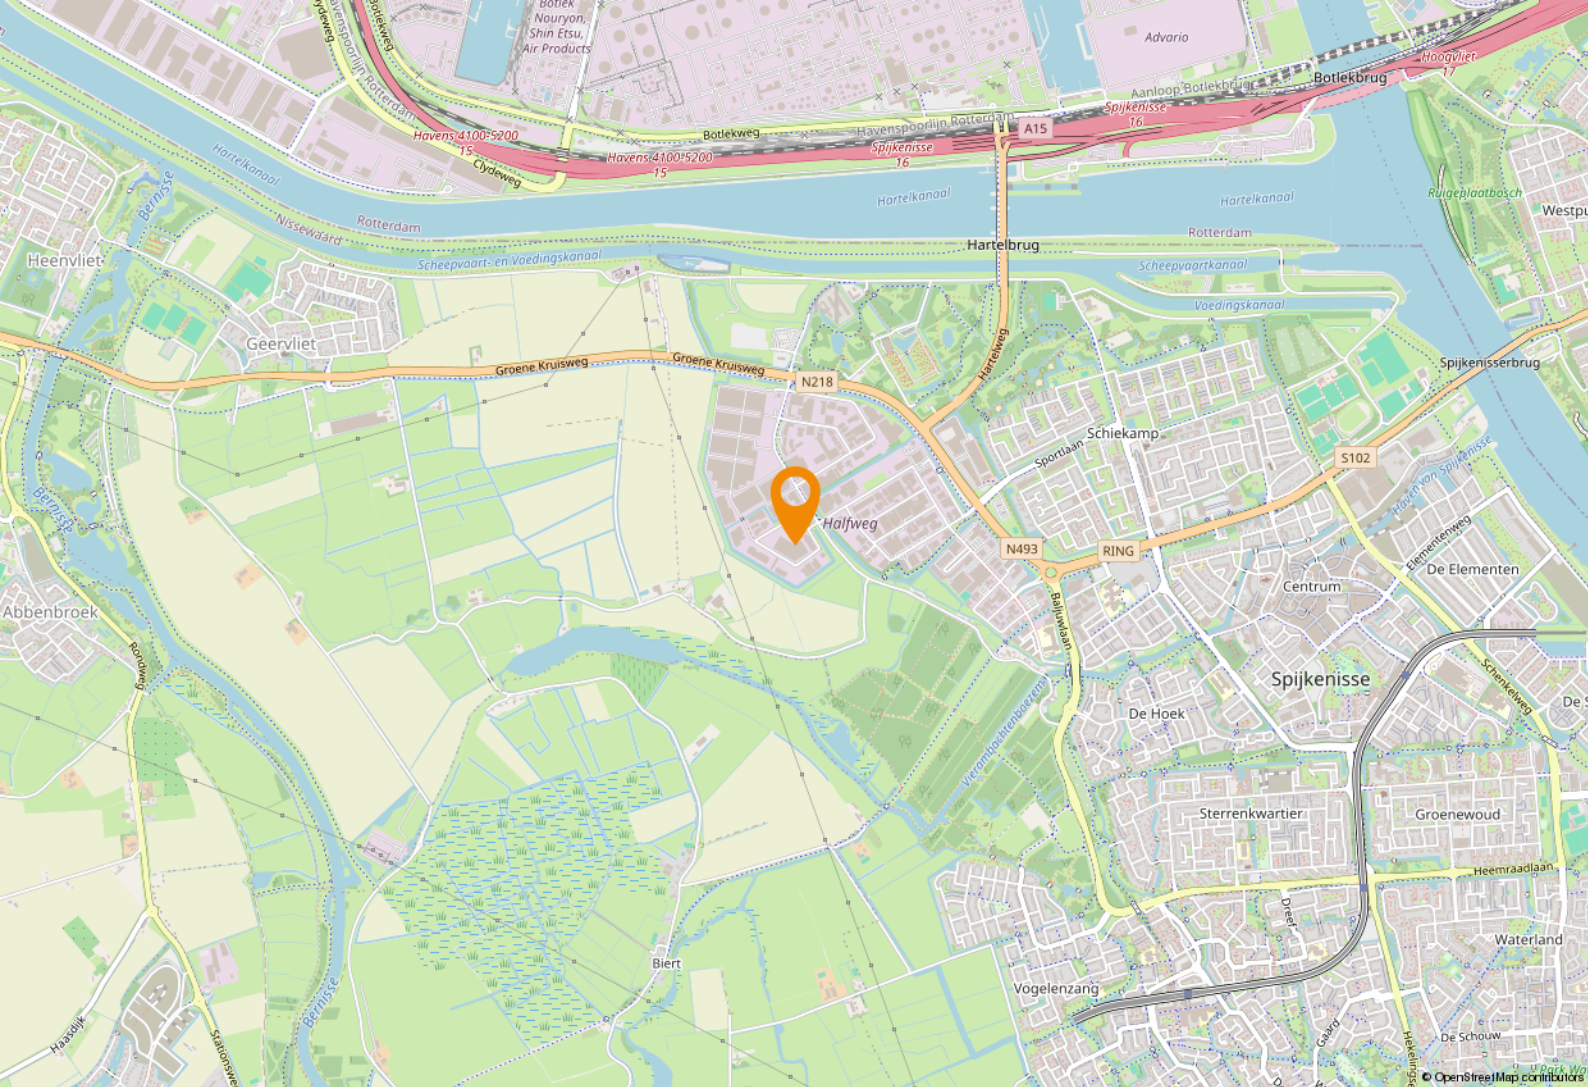 Botlek
Nouryon,
Shin Etsu,
Air Products
Clydeweg
Havenspoorlijn Rotterdam
Botlekweg
Advario
Hoogvliet
17
Botlekbrug
Aanloop Botlekbrug
Spijkenisse
16
Havenspoorlijn Rotterdam
A15
Botlekweg
Havens 4100-5200
15
Havens 4100-5200
15
Spijkenisse
16
Clydeweg
Hartelkanaal
Bernisse
Hartelkanaal
Hartelkanaal
Ruigeplaatbosch
Rotterdam
Nissewaard
Rotterdam
Hartelbrug
Heenvliet
Scheepvaart- en Voedingskanaal
Scheepvaartkanaal
Voedingskanaal
Geervliet
Groene Kruisweg
Groene Kruisweg
N218
Hartelweg
Spijkenisserbrug
Schiekamp
Sportlaan
S102
Haven van Spijkenisse
Bernisse
Halfweg
N493
RING
Elementenweg
De Elementen
Centrum
Abbenbroek
Baljuwlaan
Rondweg
Spijkenisse
Schenkelweg
De Hoek
Vierambachtenboezem
Sterrenkwartier
Groenewoud
Heemraadlaan
Dreef
Waterland
Biert
Vogelenzang
Bernisse
Haasdijk
Gaard
De Schouw
© OpenStreetMap contributors